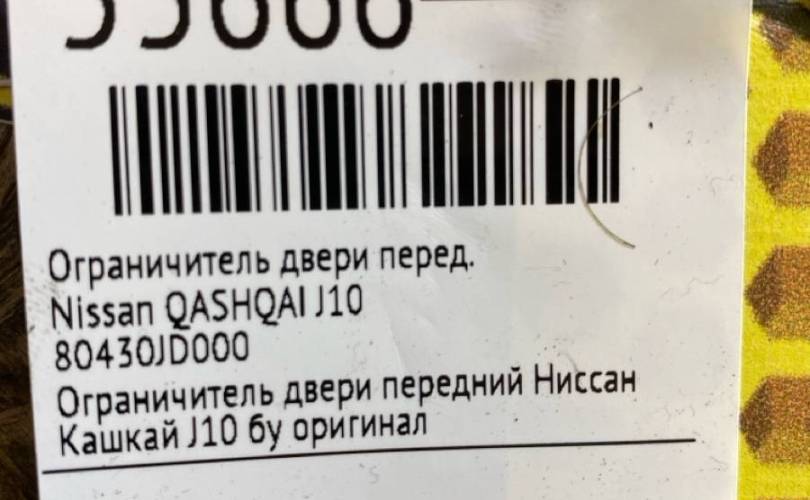 Ограничитель двери перед.
Nissan QASHQAI J10
80430JD000
Ограничитель двери передний Ниссан
Кашкай J10 бу оригинал